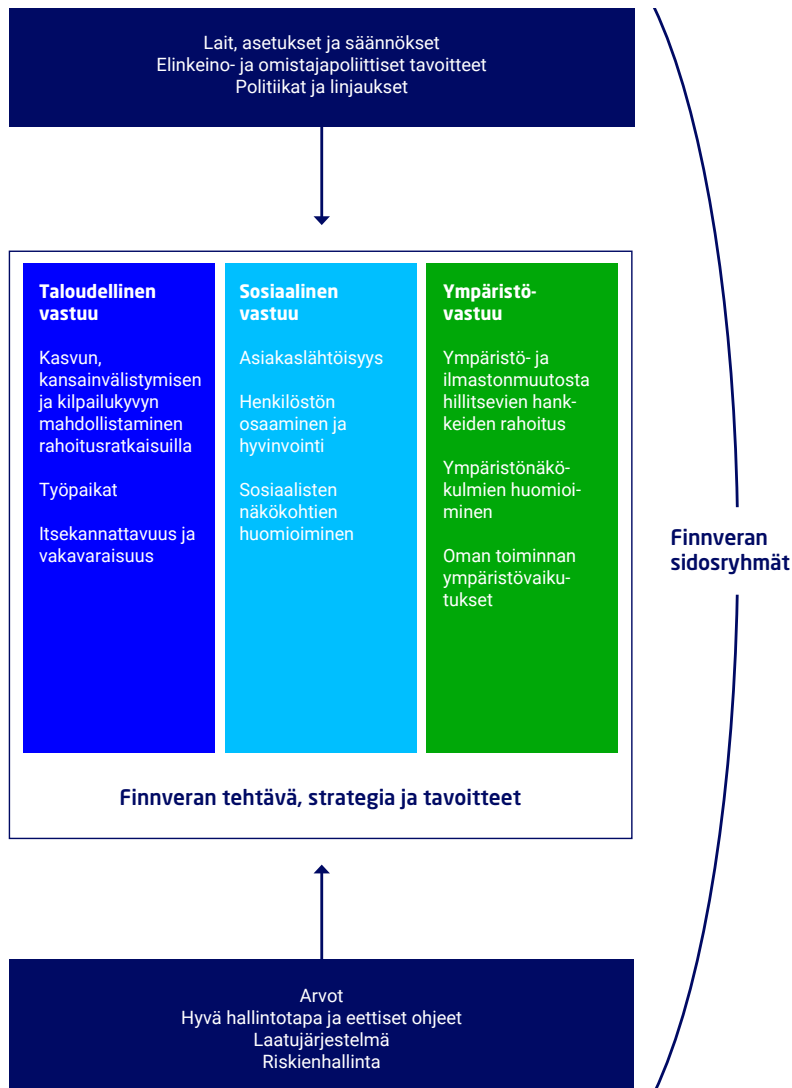 Lait, asetukset ja säännökset
Elinkeino- ja omistajapoliittiset tavoitteet
Politiikat ja linjaukset
Taloudellinen
vastuu
Kasvun,
kansainvälistymisen
ja kilpailukyvyn
mahdollistaminen
rahoitusratkaisuilla
Työpaikat
Itsekannattavuus ja
vakavaraisuus
Sosiaalinen
vastuu
Asiakaslähtöisyys
Henkilöstön
osaaminen ja
hyvinvointi
Sosiaalisten
näkökohtien
huomioiminen
Ympäristö-
vastuu
Ympäristö- ja
ilmastonmuutosta
hillitsevien hank-
keiden rahoitus
Ympäristönäkö-
kulmien huomioi-
minen
Oman toiminnan
ympäristövaiku-
tukset
Finnveran tehtävä, strategia ja tavoitteet
Finnveran
sidosryhmät
Arvot
Hyvä hallintotapa ja eettiset ohjeet
Laatujärjestelmä
Riskienhallinta